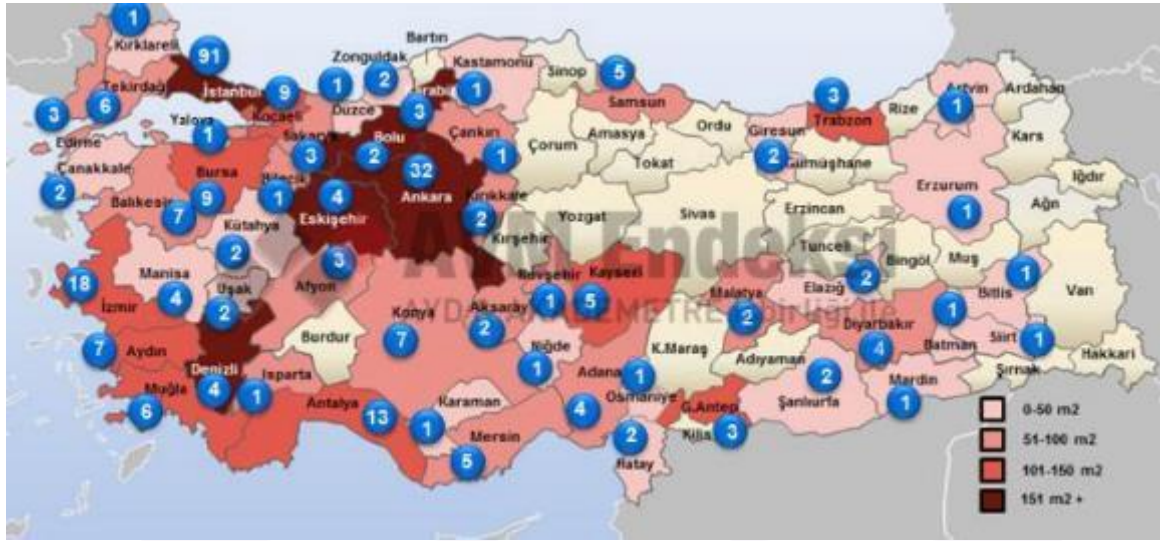 1
Kırklareli
91
Tekirdağ
İstanbul
6
3
Edirne
9
Kocaeli
Yalova
1
Zonguldak
1
2
Düzce
Bartın
Kastamonu
1
Karabük
3
Sinop
5
Samsun
3
Trabzon
Rize
Artvin
1
Ardahan
Kars
Iğdır
Çanakkale
2
Balıkesir
7
Bursa
9
Sakarya
3
Bilecik
1
Bolu
2
Çankırı
1
Ankara
32
Kırıkkale
2
Eskişehir
4
Çorum
Amasya
Tokat
Ordu
Giresun
2
Gümüşhane
Erzurum
1
Ağrı
Kütahya
2
Kırşehir
Yozgat
Sivas
Erzincan
Tunceli
Bingöl
Muş
Van
18
İzmir
Manisa
4
Uşak
2
Afyon
3
Nevşehir
1
Kayseri
5
Aksaray
2
Konya
7
Malatya
2
Elazığ
2
Diyarbakır
4
1
Bitlis
1
Batman
Siirt
1
Hakkari
Şırnak
7
Aydın
Denizli
4
Burdur
Isparta
1
Niğde
1
K.Maraş
Adıyaman
Muğla
6
Antalya
13
Karaman
1
Mersin
5
Adana
4
1
Osmaniye
2
Hatay
G.Antep
3
Kilis
Şanlıurfa
2
Mardin
1
Endeksi
0-50 m2
51-100 m2
101-150 m2
151 m2 +